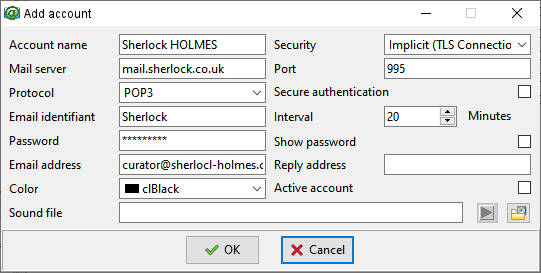 Add account
Account name Sherlock HOLMES Security Implicit (TLS Connectio
Mail server mail.sherlock.co.uk Port 995
Protocol POP3 Secure authentication
Email identifiant Sherlock Interval 20 Minutes
Password ********* Show password
Email address curator@sherlocl-holmes.c Reply address
Color clBlack Active account
Sound file
OK Cancel